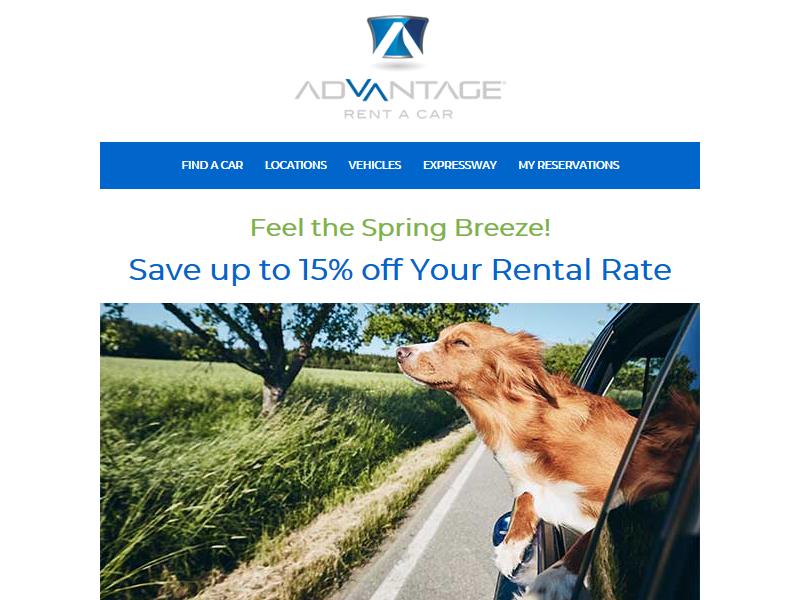 ADVANTAGE
RENT A CAR
FIND A CAR LOCATIONS VEHICLES EXPRESSWAY MY RESERVATIONS
Feel the Spring Breeze!
Save up to 15% off Your Rental Rate